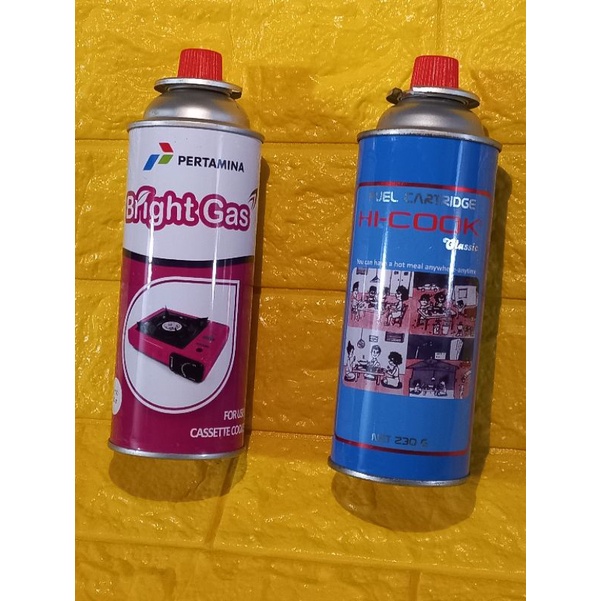 PERTAMINA
Bright Gas
FOR USE
CASSETTE COO
FUEL CARTRIDGE
HI-COOK
Classic
You can have a hot meal anywhere-anytime
NET 230 G